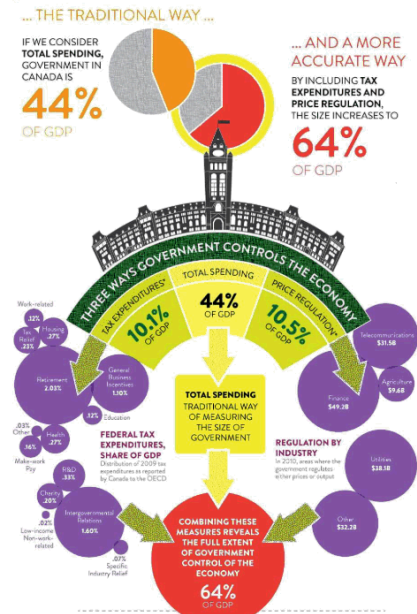 ... THE TRADITIONAL WAY ...
IF WE CONSIDER
TOTAL SPENDING,
GOVERNMENT IN
CANADA IS
44%
OF GDP
... AND A MORE
ACCURATE WAY
BY INCLUDING TAX
EXPENDITURES AND
PRICE REGULATION,
THE SIZE INCREASES TO
64%
OF GDP
THREE WAYS GOVERNMENT CONTROLS THE ECONOMY
TAX EXPENDITURES*
10.1%
OF GDP
TOTAL SPENDING
44%
OF GDP
PRICE REGULATION*
10.5%
OF GDP
Work-related
.12%
Housing
.27%
Tax
Relief
.33%
Retirement
2.03%
General
Business
Incentives
1.10%
.12%
Education
.03%
Other
Health
.27%
.16%
Make-work
Pay
R&D
.33%
Charity
.20%
.02%
Low-income
Non-work-
related
Intergovernmental
Relations
1.60%
.07%
Specific
Industry Relief
FEDERAL TAX
EXPENDITURES,
SHARE OF GDP
Distribution of 2009 tax
expenditures as reported
by Canada to the OECD
TOTAL SPENDING
TRADITIONAL WAY
OF MEASURING
THE SIZE OF
GOVERNMENT
REGULATION BY
INDUSTRY
In 2010, areas where the
government regulates
either prices or output
Telecommunications
$31.5B
Agriculture
$9.6B
Finance
$49.2B
Utilities
$38.1B
Other
$32.2B
COMBINING THESE
MEASURES REVEALS
THE FULL EXTENT
OF GOVERNMENT
CONTROL OF THE
ECONOMY
64%
OF GDP